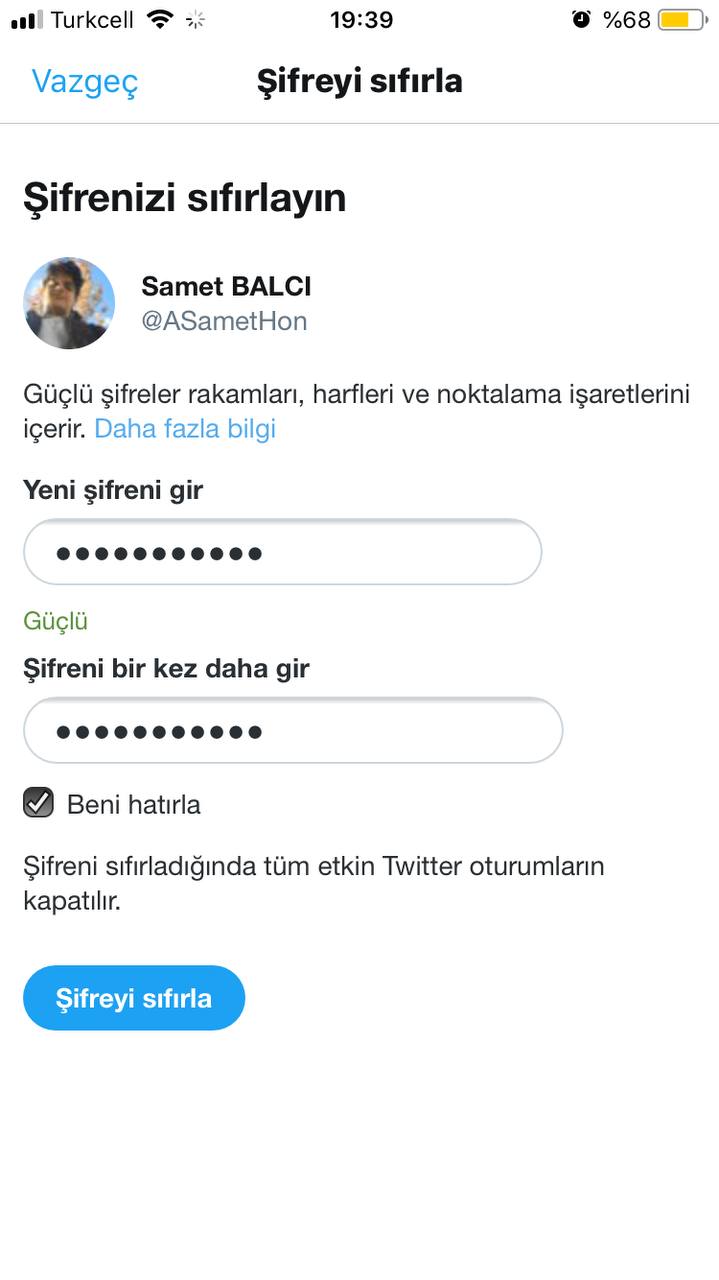 Turkcell 19:39 %68
Vazgeç Şifreyi sıfırla
Şifrenizi sıfırlayın
Samet BALCI
@ASametHon
Güçlü şifreler rakamları, harfleri ve noktalama işaretlerini
içerir. Daha fazla bilgi
Yeni şifreni gir
●●●●●●●●●●●
Güçlü
Şifreni bir kez daha gir
●●●●●●●●●●●
Beni hatırla
Şifreni sıfırladığında tüm etkin Twitter oturumların
kapatılır.
Şifreyi sıfırla